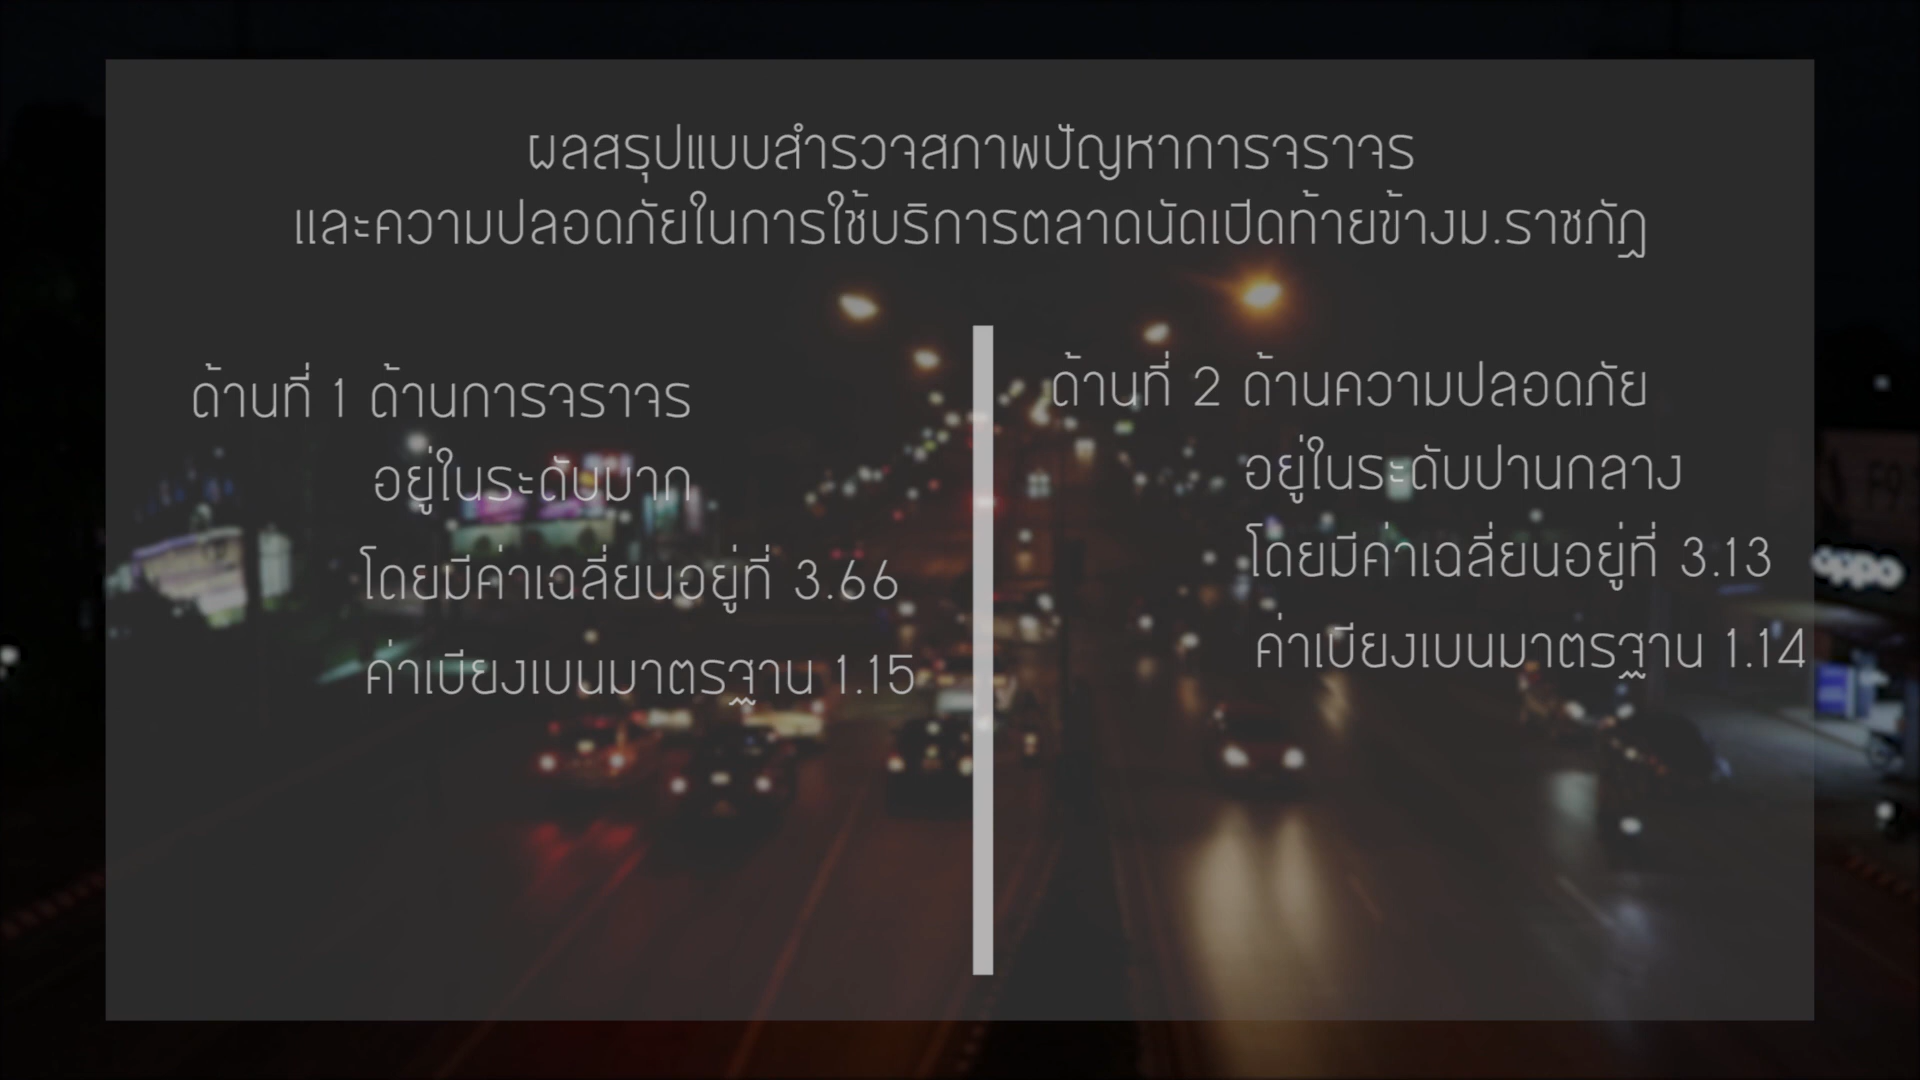 ผลสรุปแบบสำรวจสภาพปัญหาการจราจร
และความปลอดภัยในการใช้บริการตลาดนัดเปิดท้ายข้างม.ราชภัฏ
ด้านที่ 1 ด้านการจราจร
อยู่ในระดับมาก
โดยมีค่าเฉลี่ยนอยู่ที่ 3.66
ค่าเบียงเบนมาตรฐาน 1.15
ด้านที่ 2 ด้านความปลอดภัย
อยู่ในระดับปานกลาง
โดยมีค่าเฉลี่ยนอยู่ที่ 3.13
ค่าเบียงเบนมาตรฐาน 1.14
oppo